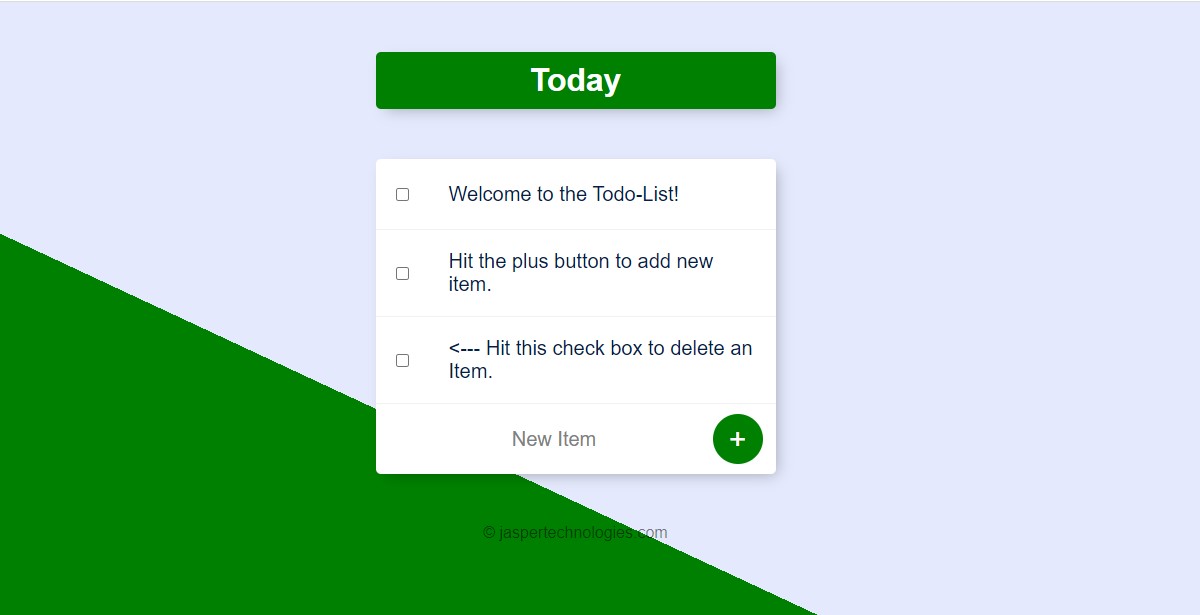 Today
Welcome to the Todo-List!
Hit the plus button to add new
item.
<--- Hit this check box to delete an
Item.
New Item
+
© jaspertechnologies.com